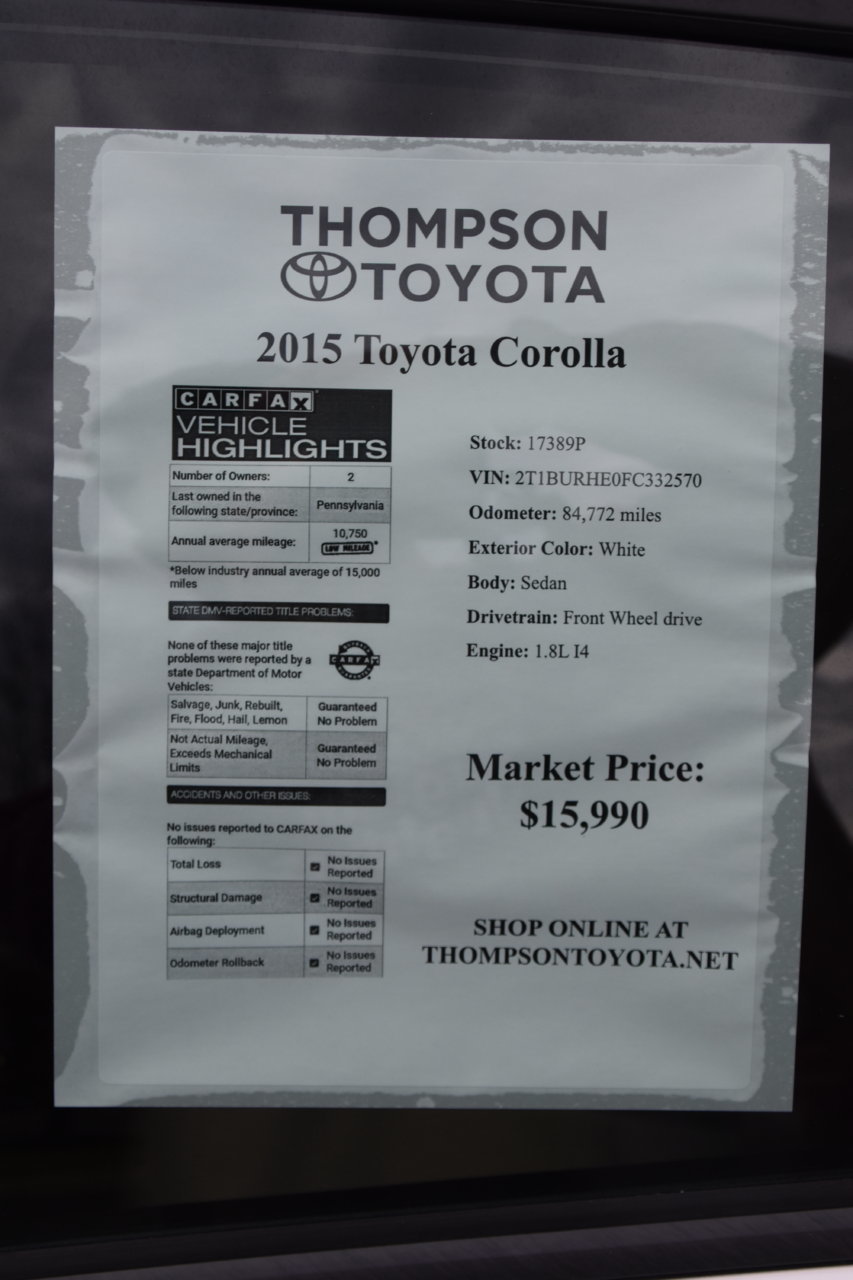 THOMPSON
TOYOTA
2015 Toyota Corolla
CARFAX
VEHICLE
HIGHLIGHTS
Number of Owners: 2
Last owned in the
following state/province: Pennsylvania
Annual average mileage: 10,750
LOW MILEAGE*
*Below industry annual average of 15,000
miles
STATE DMV-REPORTED TITLE PROBLEMS:
None of these major title
problems were reported by a
state Department of Motor
Vehicles:
CARFAX
Salvage, Junk, Rebuilt, Guaranteed
Fire, Flood, Hail, Lemon No Problem
Not Actual Mileage,
Exceeds Mechanical Guaranteed
Limits No Problem
ACCIDENTS AND OTHER ISSUES:
No issues reported to CARFAX on the
following:
Total Loss No Issues
Reported
Structural Damage No Issues
Reported
Airbag Deployment No Issues
Reported
Odometer Rollback No Issues
Reported
Stock: 17389P
VIN: 2T1BURHE0FC332570
Odometer: 84,772 miles
Exterior Color: White
Body: Sedan
Drivetrain: Front Wheel drive
Engine: 1.8L I4
Market Price:
$15,990
SHOP ONLINE AT
THOMPSONTOYOTA.NET